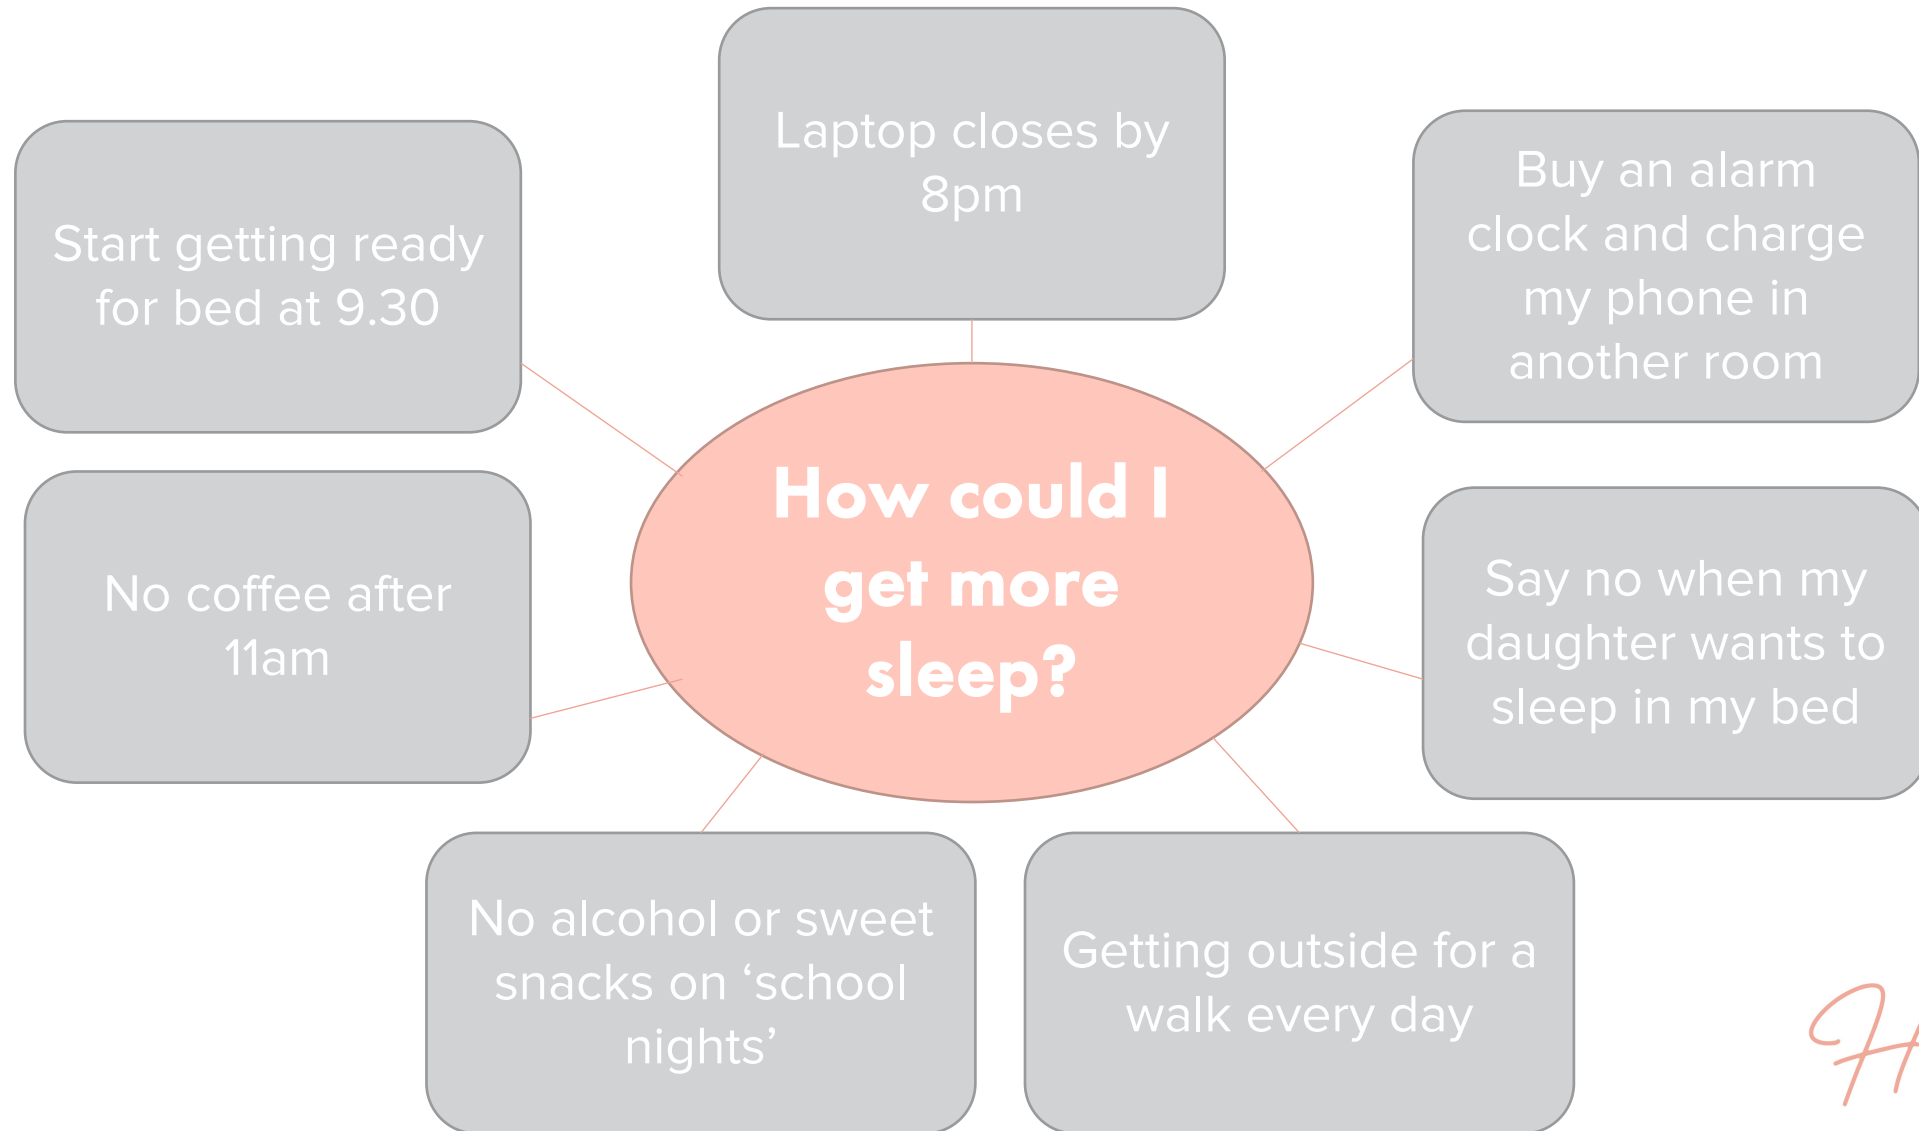 Laptop closes by
8pm
Start getting ready
for bed at 9.30
Buy an alarm
clock and charge
my phone in
another room
How could I
get more
sleep?
No coffee after
11am
Say no when my
daughter wants to
sleep in my bed
No alcohol or sweet
snacks on ‘school
nights’
Getting outside for a
walk every day